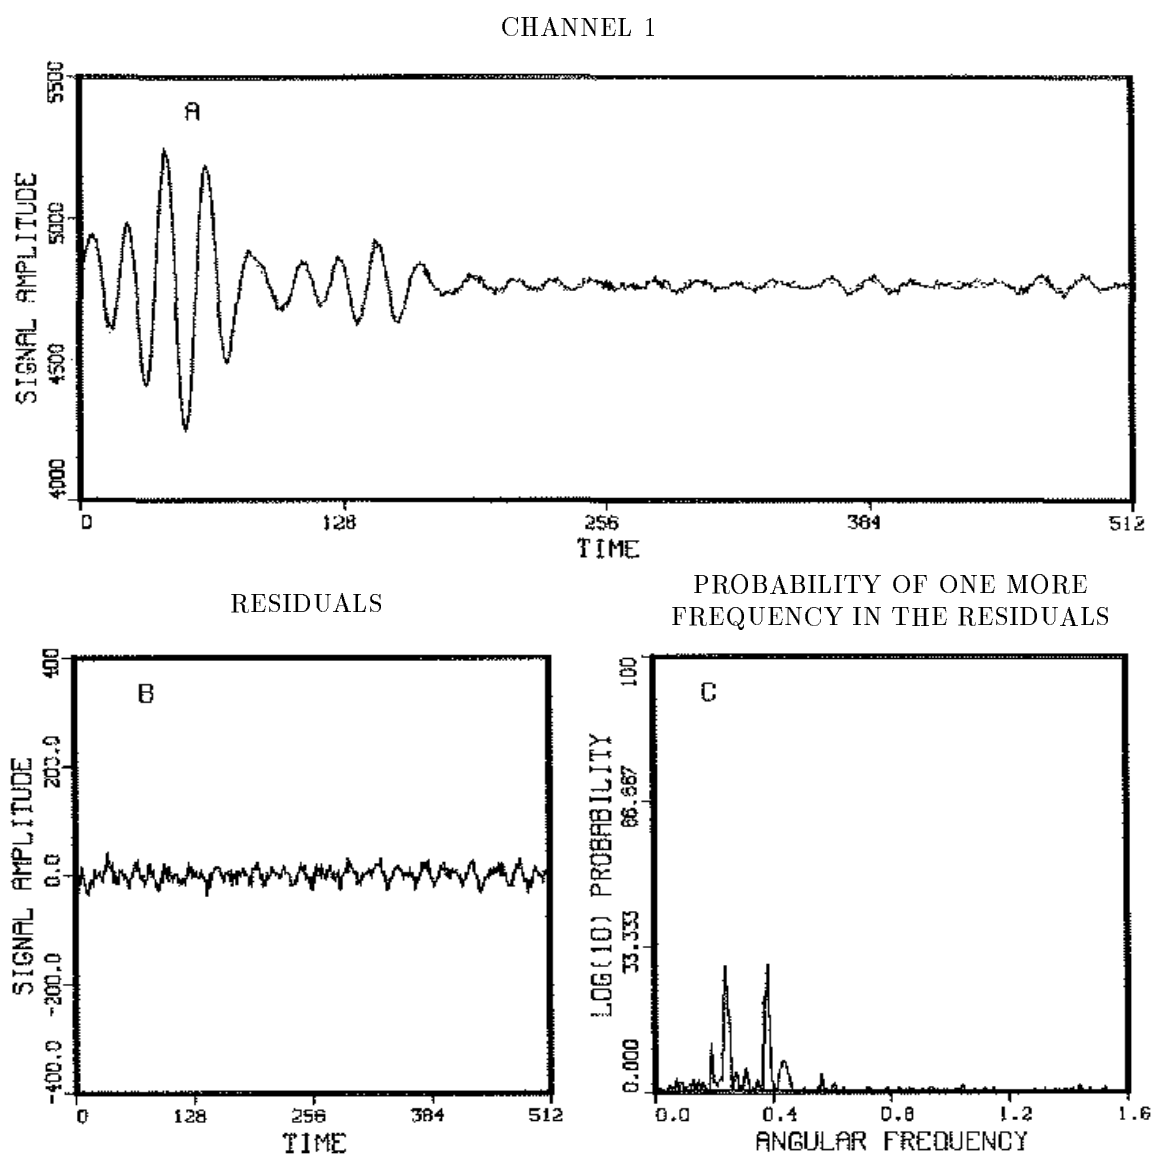 CHANNEL 1
5500
A
5000
SIGNAL AMPLITUDE
4500
4000
0 128 256 384 512
TIME
RESIDUALS
PROBABILITY OF ONE MORE
FREQUENCY IN THE RESIDUALS
400
B
200.0
SIGNAL AMPLITUDE
0.0
-200.0
-400.0
0 128 256 384 512
TIME
100
C
66.667
LOG(10) PROBABILITY
33.333
0.000
0.0 0.4 0.8 1.2 1.6
ANGULAR FREQUENCY